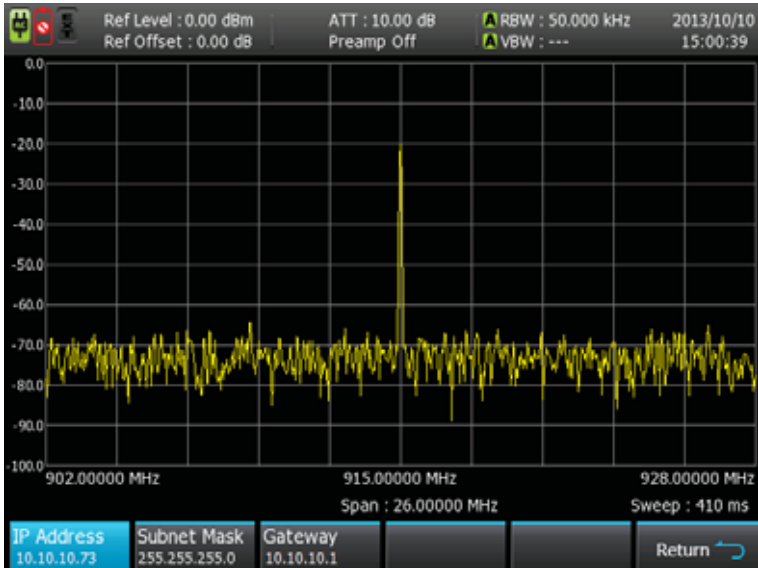 AC
Ref Level : 0.00 dBm
ATT : 10.00 dB
A RBW : 50.000 kHz
2013/10/10
Ref Offset : 0.00 dB
Preamp Off
A VBW : ---
15:00:39
0.0
-10.0
-20.0
-30.0
-40.0
-50.0
-60.0
-70.0
-80.0
-90.0
-100.0
902.00000 MHz
915.00000 MHz
928.00000 MHz
Span : 26.00000 MHz
Sweep : 410 ms
IP Address
Subnet Mask
Gateway
10.10.10.73
255.255.255.0
10.10.10.1
Return